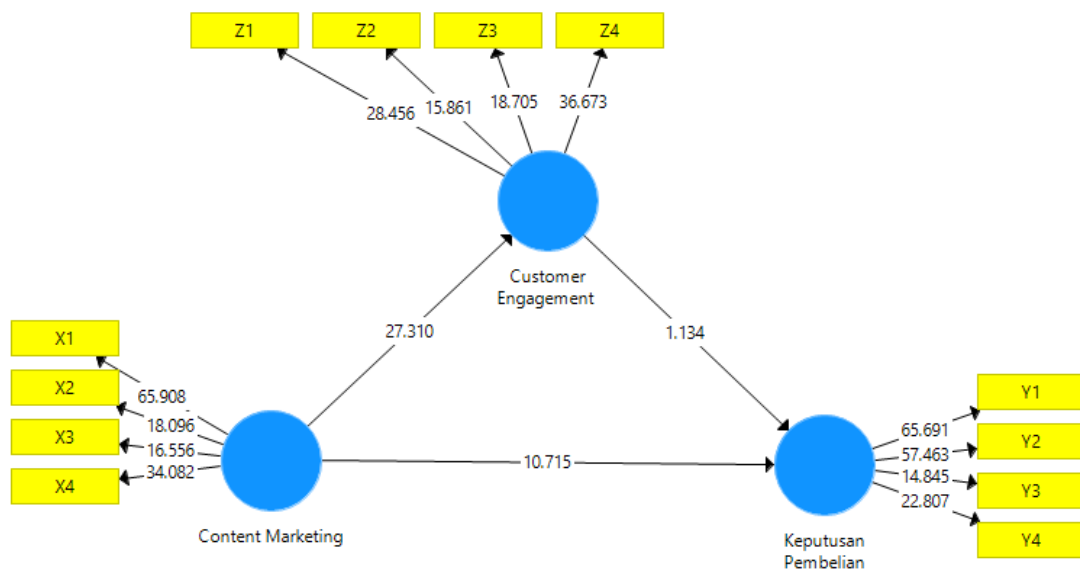 Z1
Z2
Z3
Z4
28.456
15.861
18.705
36.673
Customer
Engagement
27.310
1.134
X1
X2
X3
X4
65.908
18.096
16.556
34.082
Content Marketing
10.715
Keputusan
Pembelian
65.691
57.463
14.845
22.807
Y1
Y2
Y3
Y4